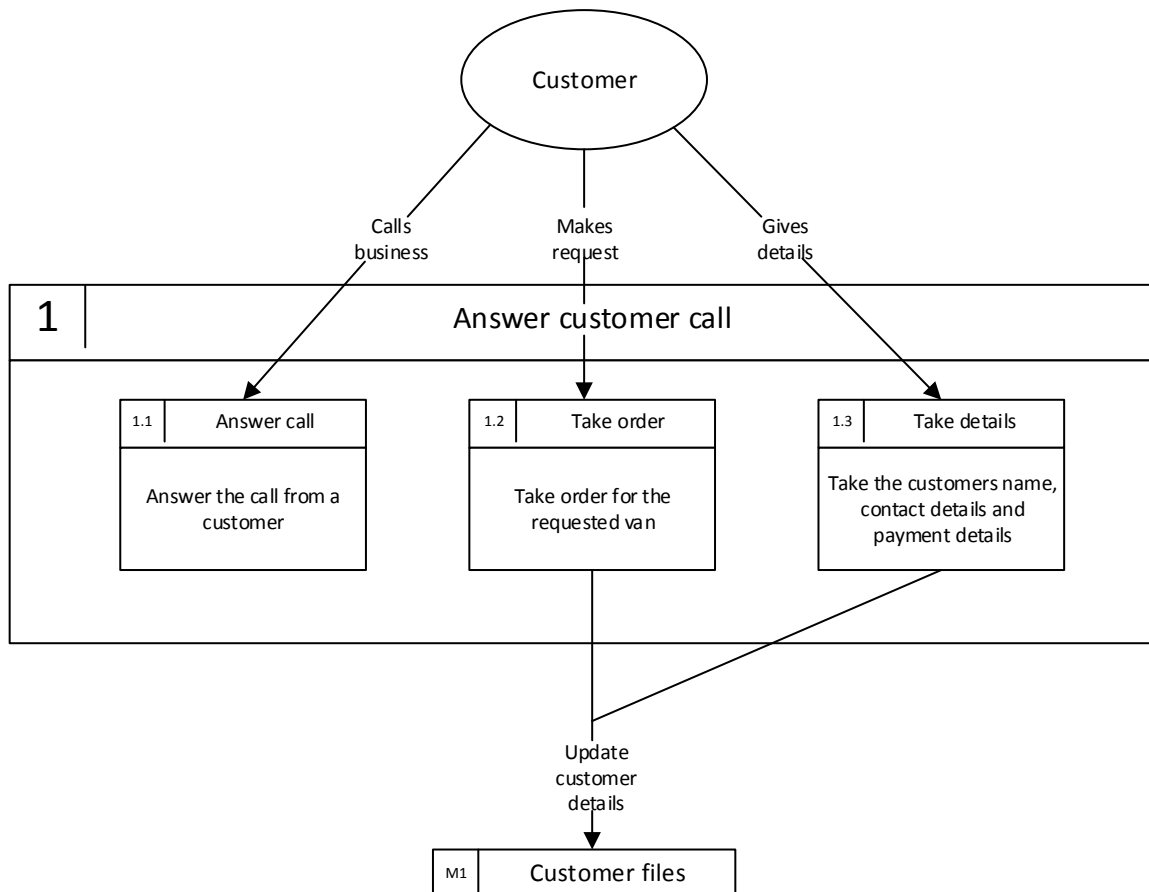 Customer
Calls
business
Makes
request
Gives
details
1
Answer customer call
1.1
Answer call
Answer the call from a
customer
1.2
Take order
Take order for the
requested van
1.3
Take details
Take the customers name,
contact details and
payment details
Update
customer
details
M1
Customer files